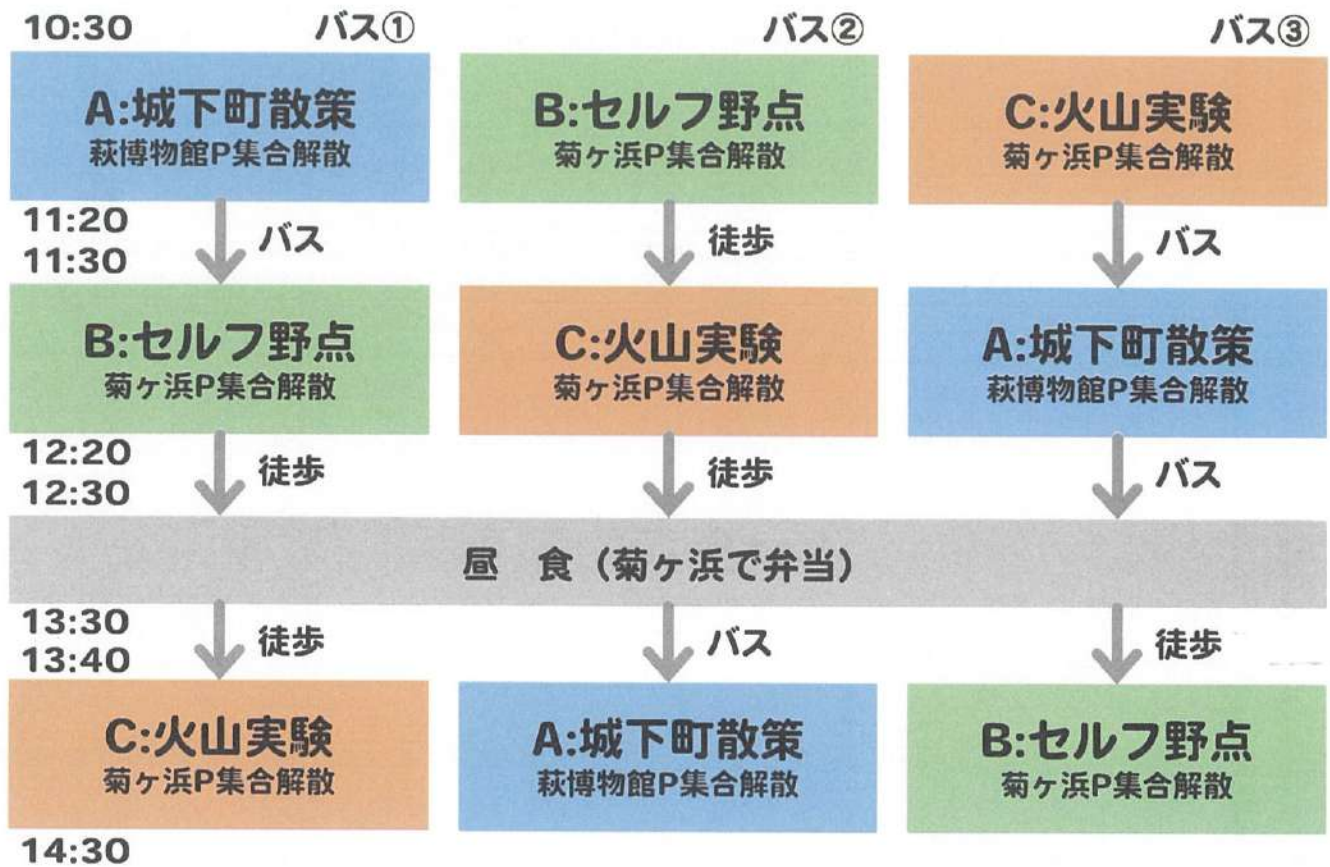 10:30 バス① バス② バス③
A:城下町散策 B:セルフ野点 C:火山実験
萩博物館P集合解散 菊ヶ浜P集合解散 菊ヶ浜P集合解散
11:20 バス 徒歩 バス
11:30
B:セルフ野点 C:火山実験 A:城下町散策
菊ヶ浜P集合解散 菊ヶ浜P集合解散 萩博物館P集合解散
12:20 徒歩 徒歩 バス
12:30
昼 食（菊ヶ浜で弁当）
13:30 徒歩 バス 徒歩
13:40
C:火山実験 A:城下町散策 B:セルフ野点
菊ヶ浜P集合解散 萩博物館P集合解散 菊ヶ浜P集合解散
14:30